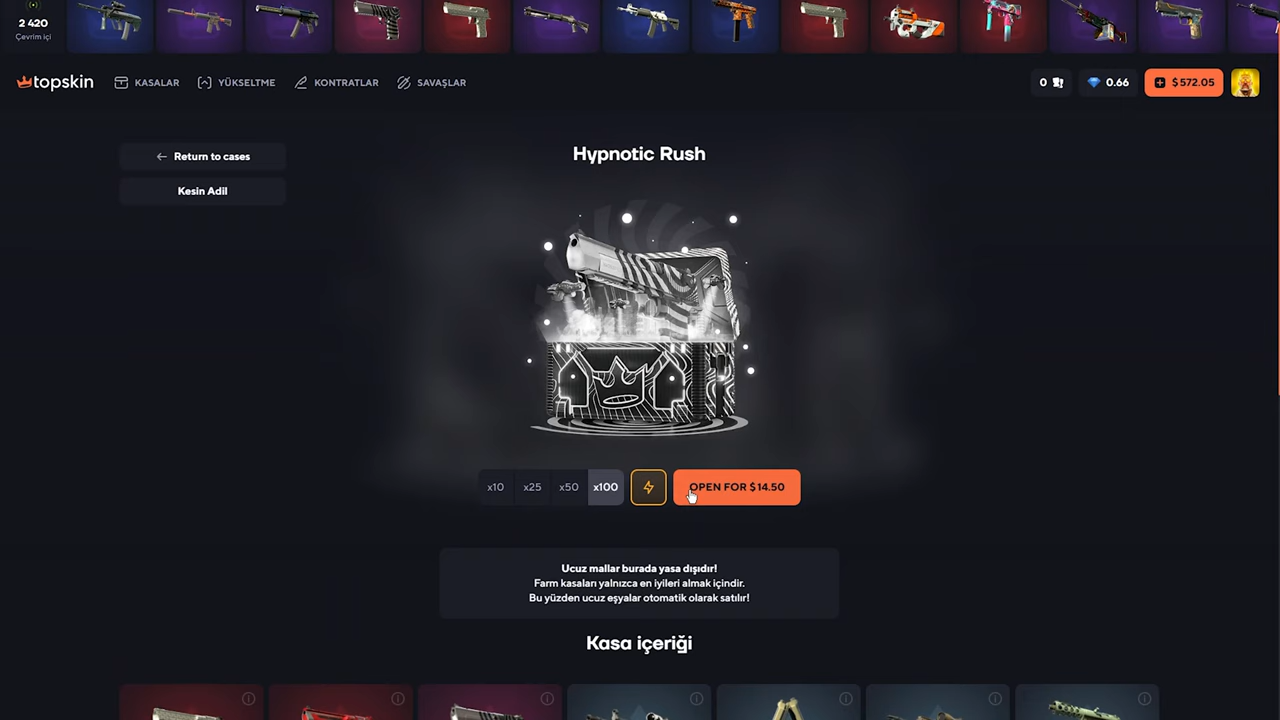 2 420
Çevrim içi
topskin
KASALAR
YÜKSELTME
KONTRATLAR
SAVAŞLAR
0
0.66
$572.05
Return to cases
Kesin Adil
Hypnotic Rush
x10
x25
x50
x100
OPEN FOR $14.50
Ucuz mallar burada yasa dışıdır!
Farm kasaları yalnızca en iyileri almak içindir.
Bu yüzden ucuz eşyalar otomatik olarak satılır!
Kasa içeriği